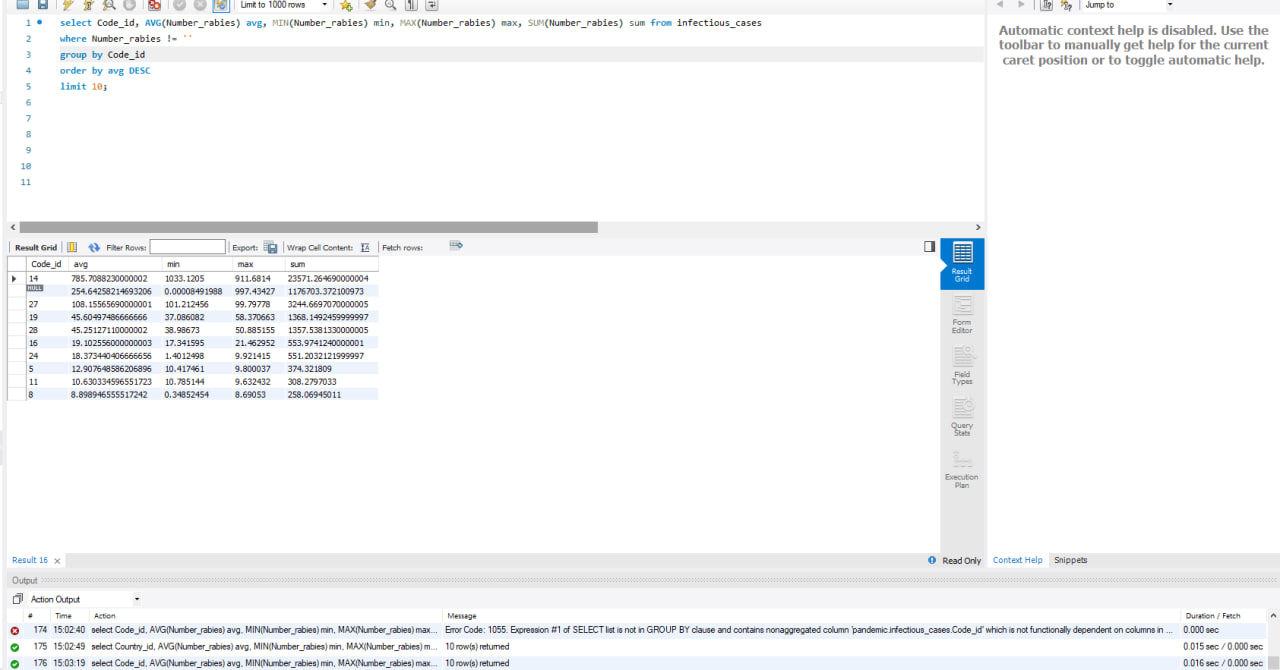 Limit to 1000 rows
Jump to
1 select Code_id, AVG(Number_rabies) avg, MIN(Number_rabies) min, MAX(Number_rabies) max, SUM(Number_rabies) sum from infectious_cases
2 where Number_rabies != ''
3 group by Code_id
4 order by avg DESC
5 limit 10;
6
7
8
9
10
11
Automatic context help is disabled. Use the
toolbar to manually get help for the current
caret position or to toggle automatic help.
Result Grid Filter Rows: Export: Wrap Cell Content: Fetch rows:
Code_id avg min max sum
14 785.7088230000002 1033.1205 911.6814 23571.264690000004
NULL 254.64258214693206 0.00008491988 997.43427 1176703.372100973
27 108.15565690000001 101.212456 99.79778 3244.6697070000005
19 45.60497486666666 37.086082 58.370663 1368.1492459999997
28 45.25127110000002 38.98673 50.885155 1357.5381330000005
16 19.102556000000003 17.341595 21.462952 553.9741240000001
24 18.373440406666656 1.4012498 9.921415 551.2032121999997
5 12.907648586206896 10.417461 9.800037 374.321809
11 10.630334596551723 10.785144 9.632432 308.2797033
8 8.898946555517242 0.34852454 8.69053 258.06945011
Result
Grid
Form
Editor
Field
Types
Query
Stats
Execution
Plan
Result 16
Read Only
Context Help Snippets
Output
Action Output
# Time Action Message Duration / Fetch
174 15:02:40 select Code_id, AVG(Number_rabies) avg, MIN(Number_rabies) min, MAX(Number_rabies) max... Error Code: 1055. Expression #1 of SELECT list is not in GROUP BY clause and contains nonaggregated column 'pandemic.infectious_cases.Code_id' which is not functionally dependent on columns in ... 0.000 sec
175 15:02:49 select Country_id, AVG(Number_rabies) avg, MIN(Number_rabies) min, MAX(Number_rabies) m... 10 row(s) returned 0.015 sec / 0.000 sec
176 15:03:19 select Code_id, AVG(Number_rabies) avg, MIN(Number_rabies) min, MAX(Number_rabies) max... 10 row(s) returned 0.016 sec / 0.000 sec